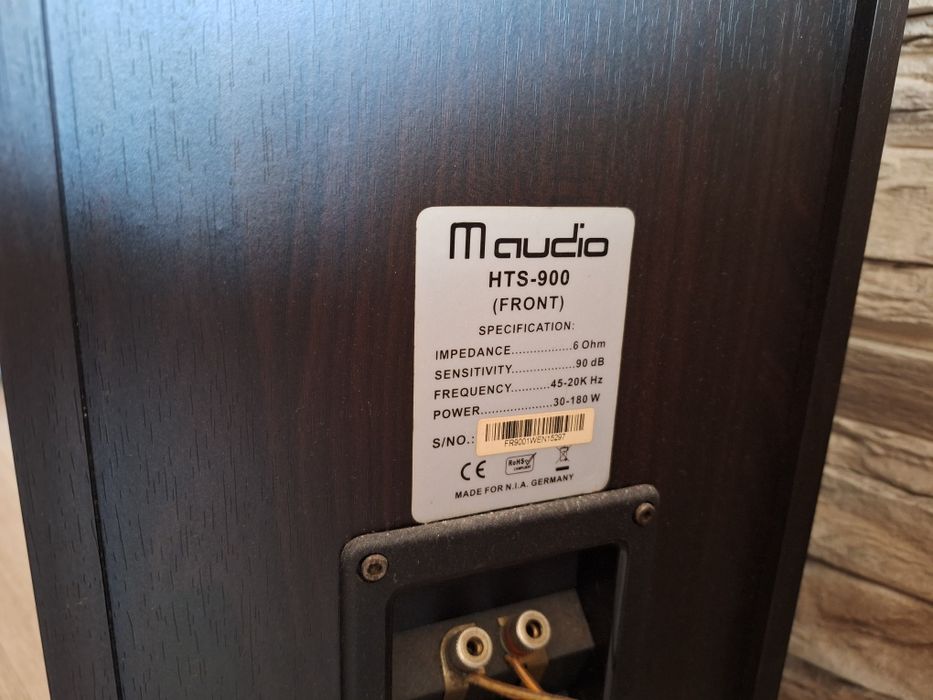 m audio
HTS-900
(FRONT)
SPECIFICATION:
IMPEDANCE................6 Ohm
SENSITIVITY.................90 dB
FREQUENCY..........45-20K Hz
POWER...................30-180 W
S/NO.:
FR9001WEN15297
CE RoHS COMPLIANT
MADE FOR N.I.A. GERMANY